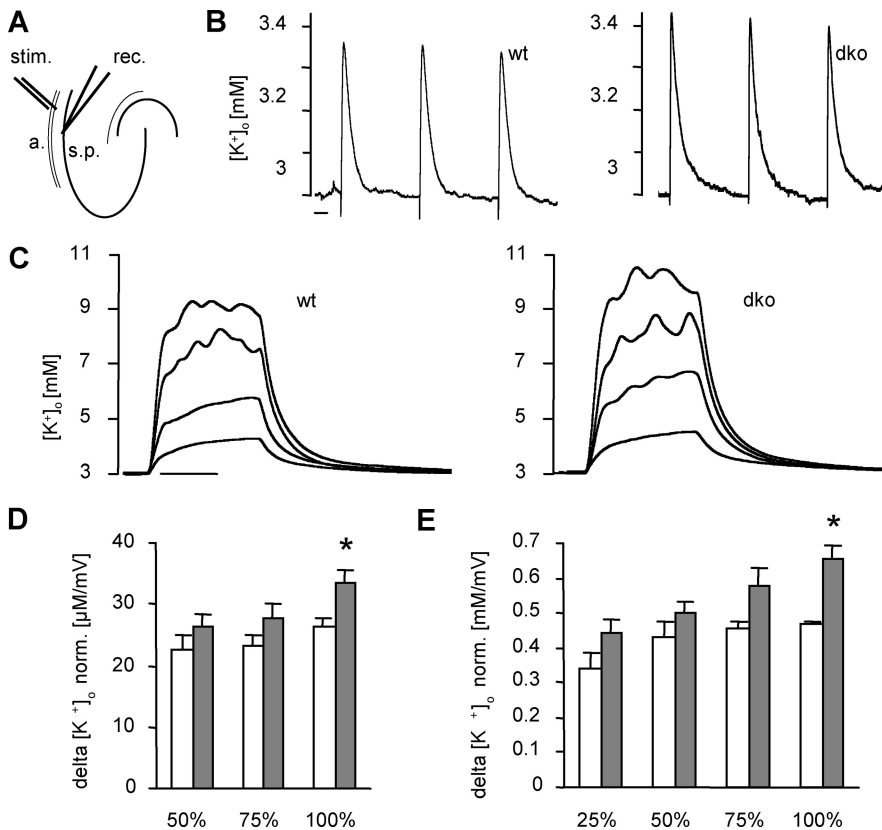 A
stim.
rec.
a.
s.p.
B
3.4
3.2
3
[K+]o [mM]
wt
3.4
3.2
3
dko
C
11
9
7
5
3
[K+]o [mM]
wt
11
9
7
5
3
dko
D
40
30
20
10
0
delta [K +]o norm. [µM/mV]
*
50% 75% 100%
E
0.7
0.6
0.5
0.4
0.3
0.2
0.1
0
delta [K +]o norm. [mM/mV]
*
25% 50% 75% 100%